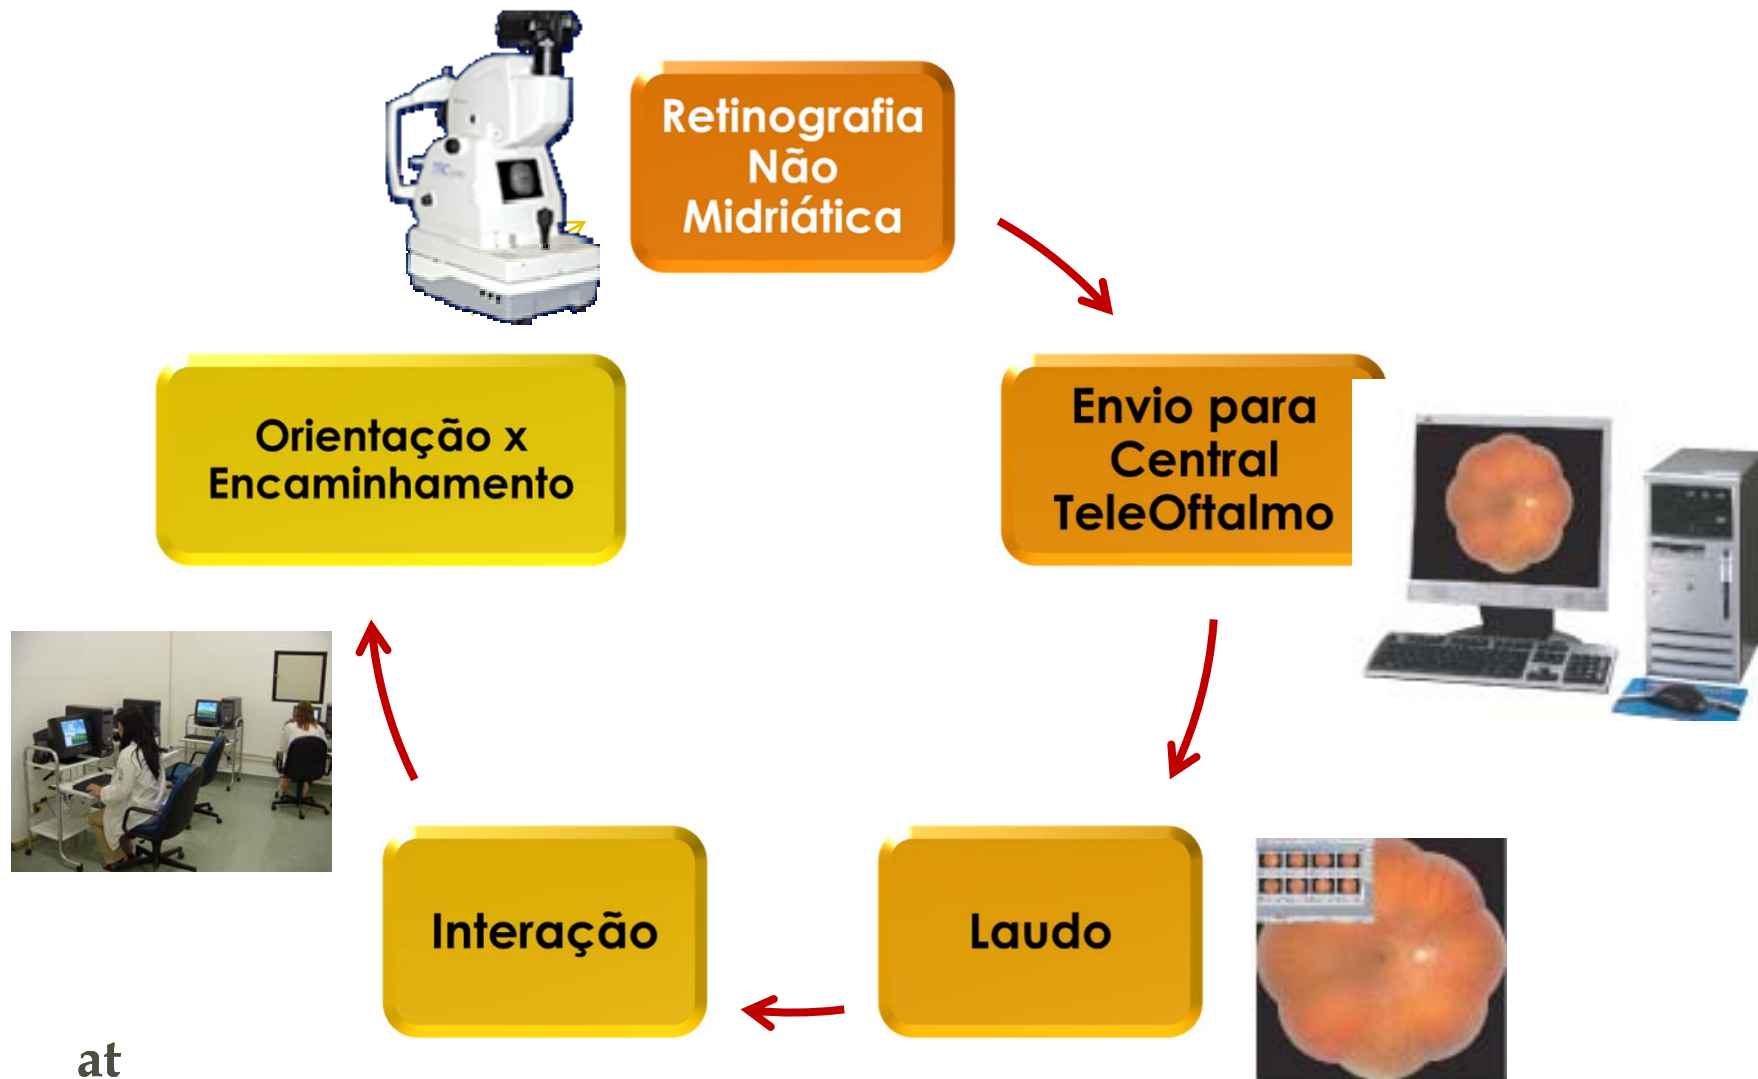 Retinografia
Não
Midriática
Envio para
Central
TeleOftalmo
Laudo
Interação
Orientação x
Encaminhamento
at